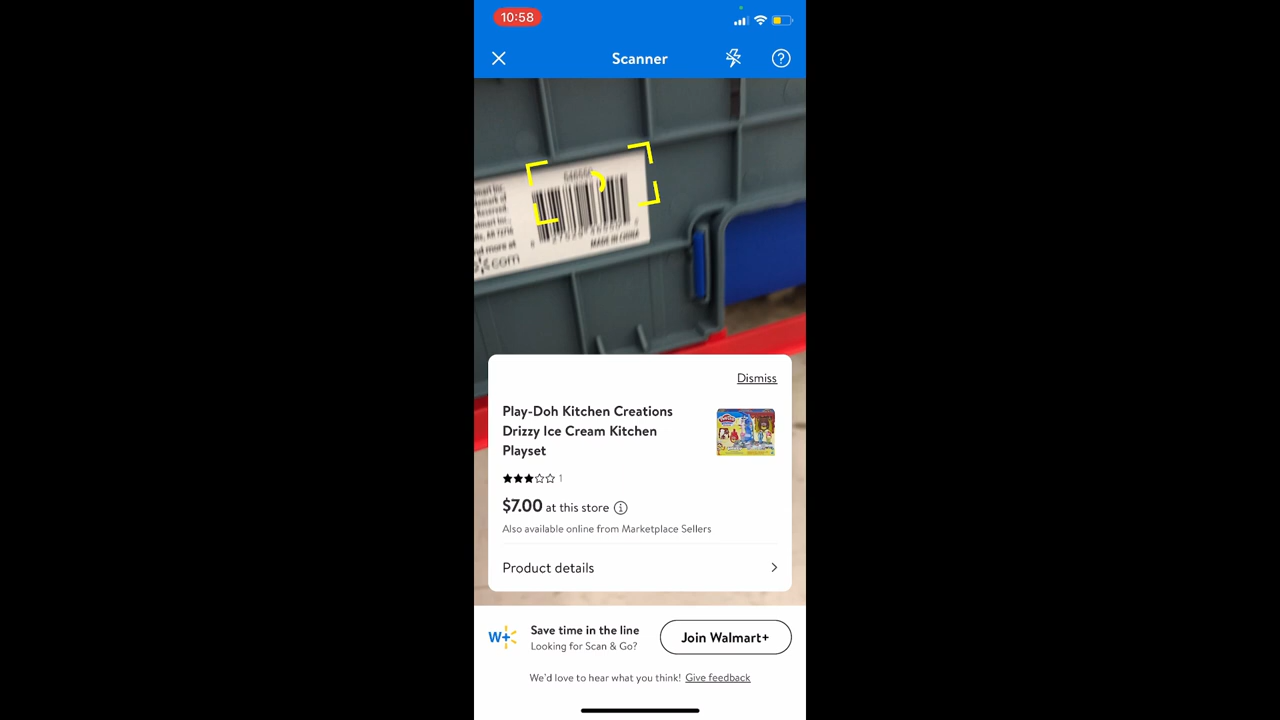 10:58
Scanner
646660
MADE IN CHINA
Dismiss
Play-Doh Kitchen Creations
Drizzy Ice Cream Kitchen
Playset
1
$7.00 at this store
Also available online from Marketplace Sellers
Product details
W+
Save time in the line
Looking for Scan & Go?
Join Walmart+
We'd love to hear what you think! Give feedback